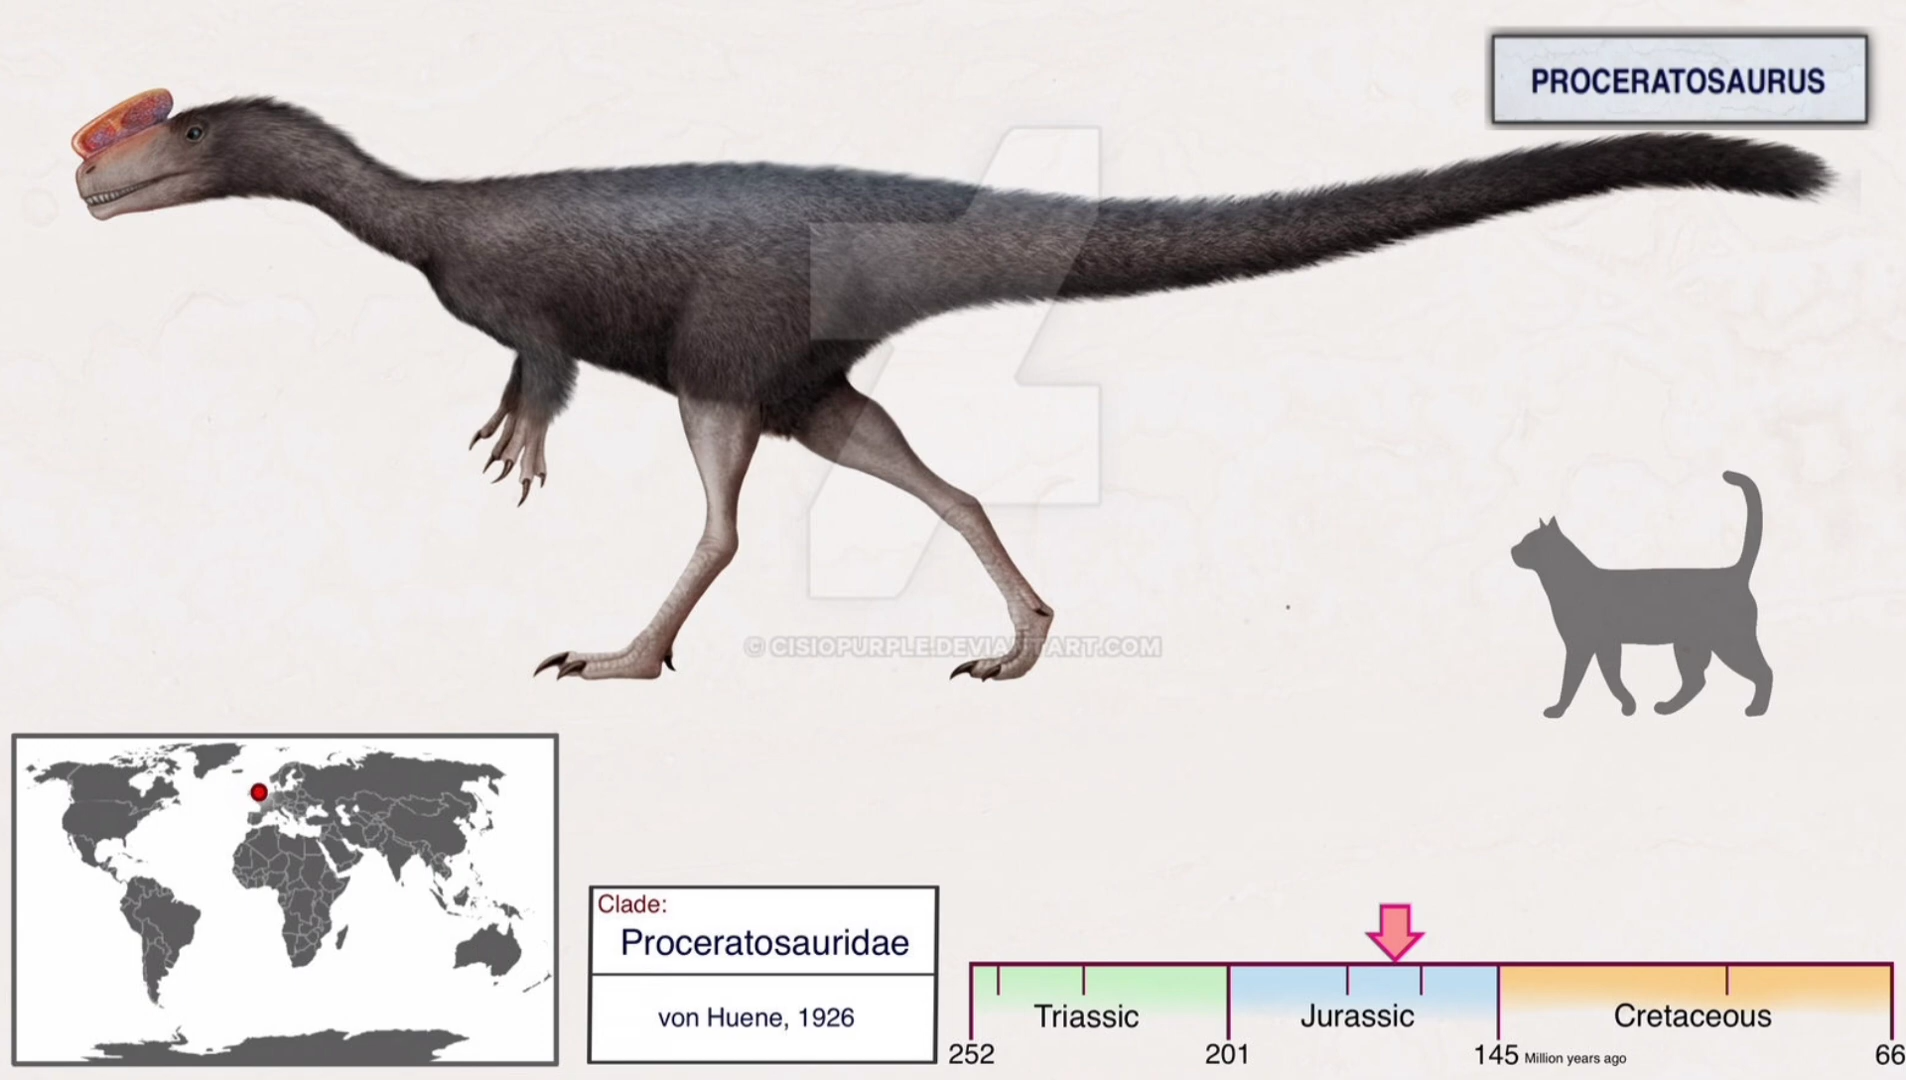 PROCERATOSAURUS
© CISIOPURPLE.DEVIANTART.COM
Clade:
Proceratosauridae
von Huene, 1926
Triassic
Jurassic
Cretaceous
252
201
145 Million years ago
66